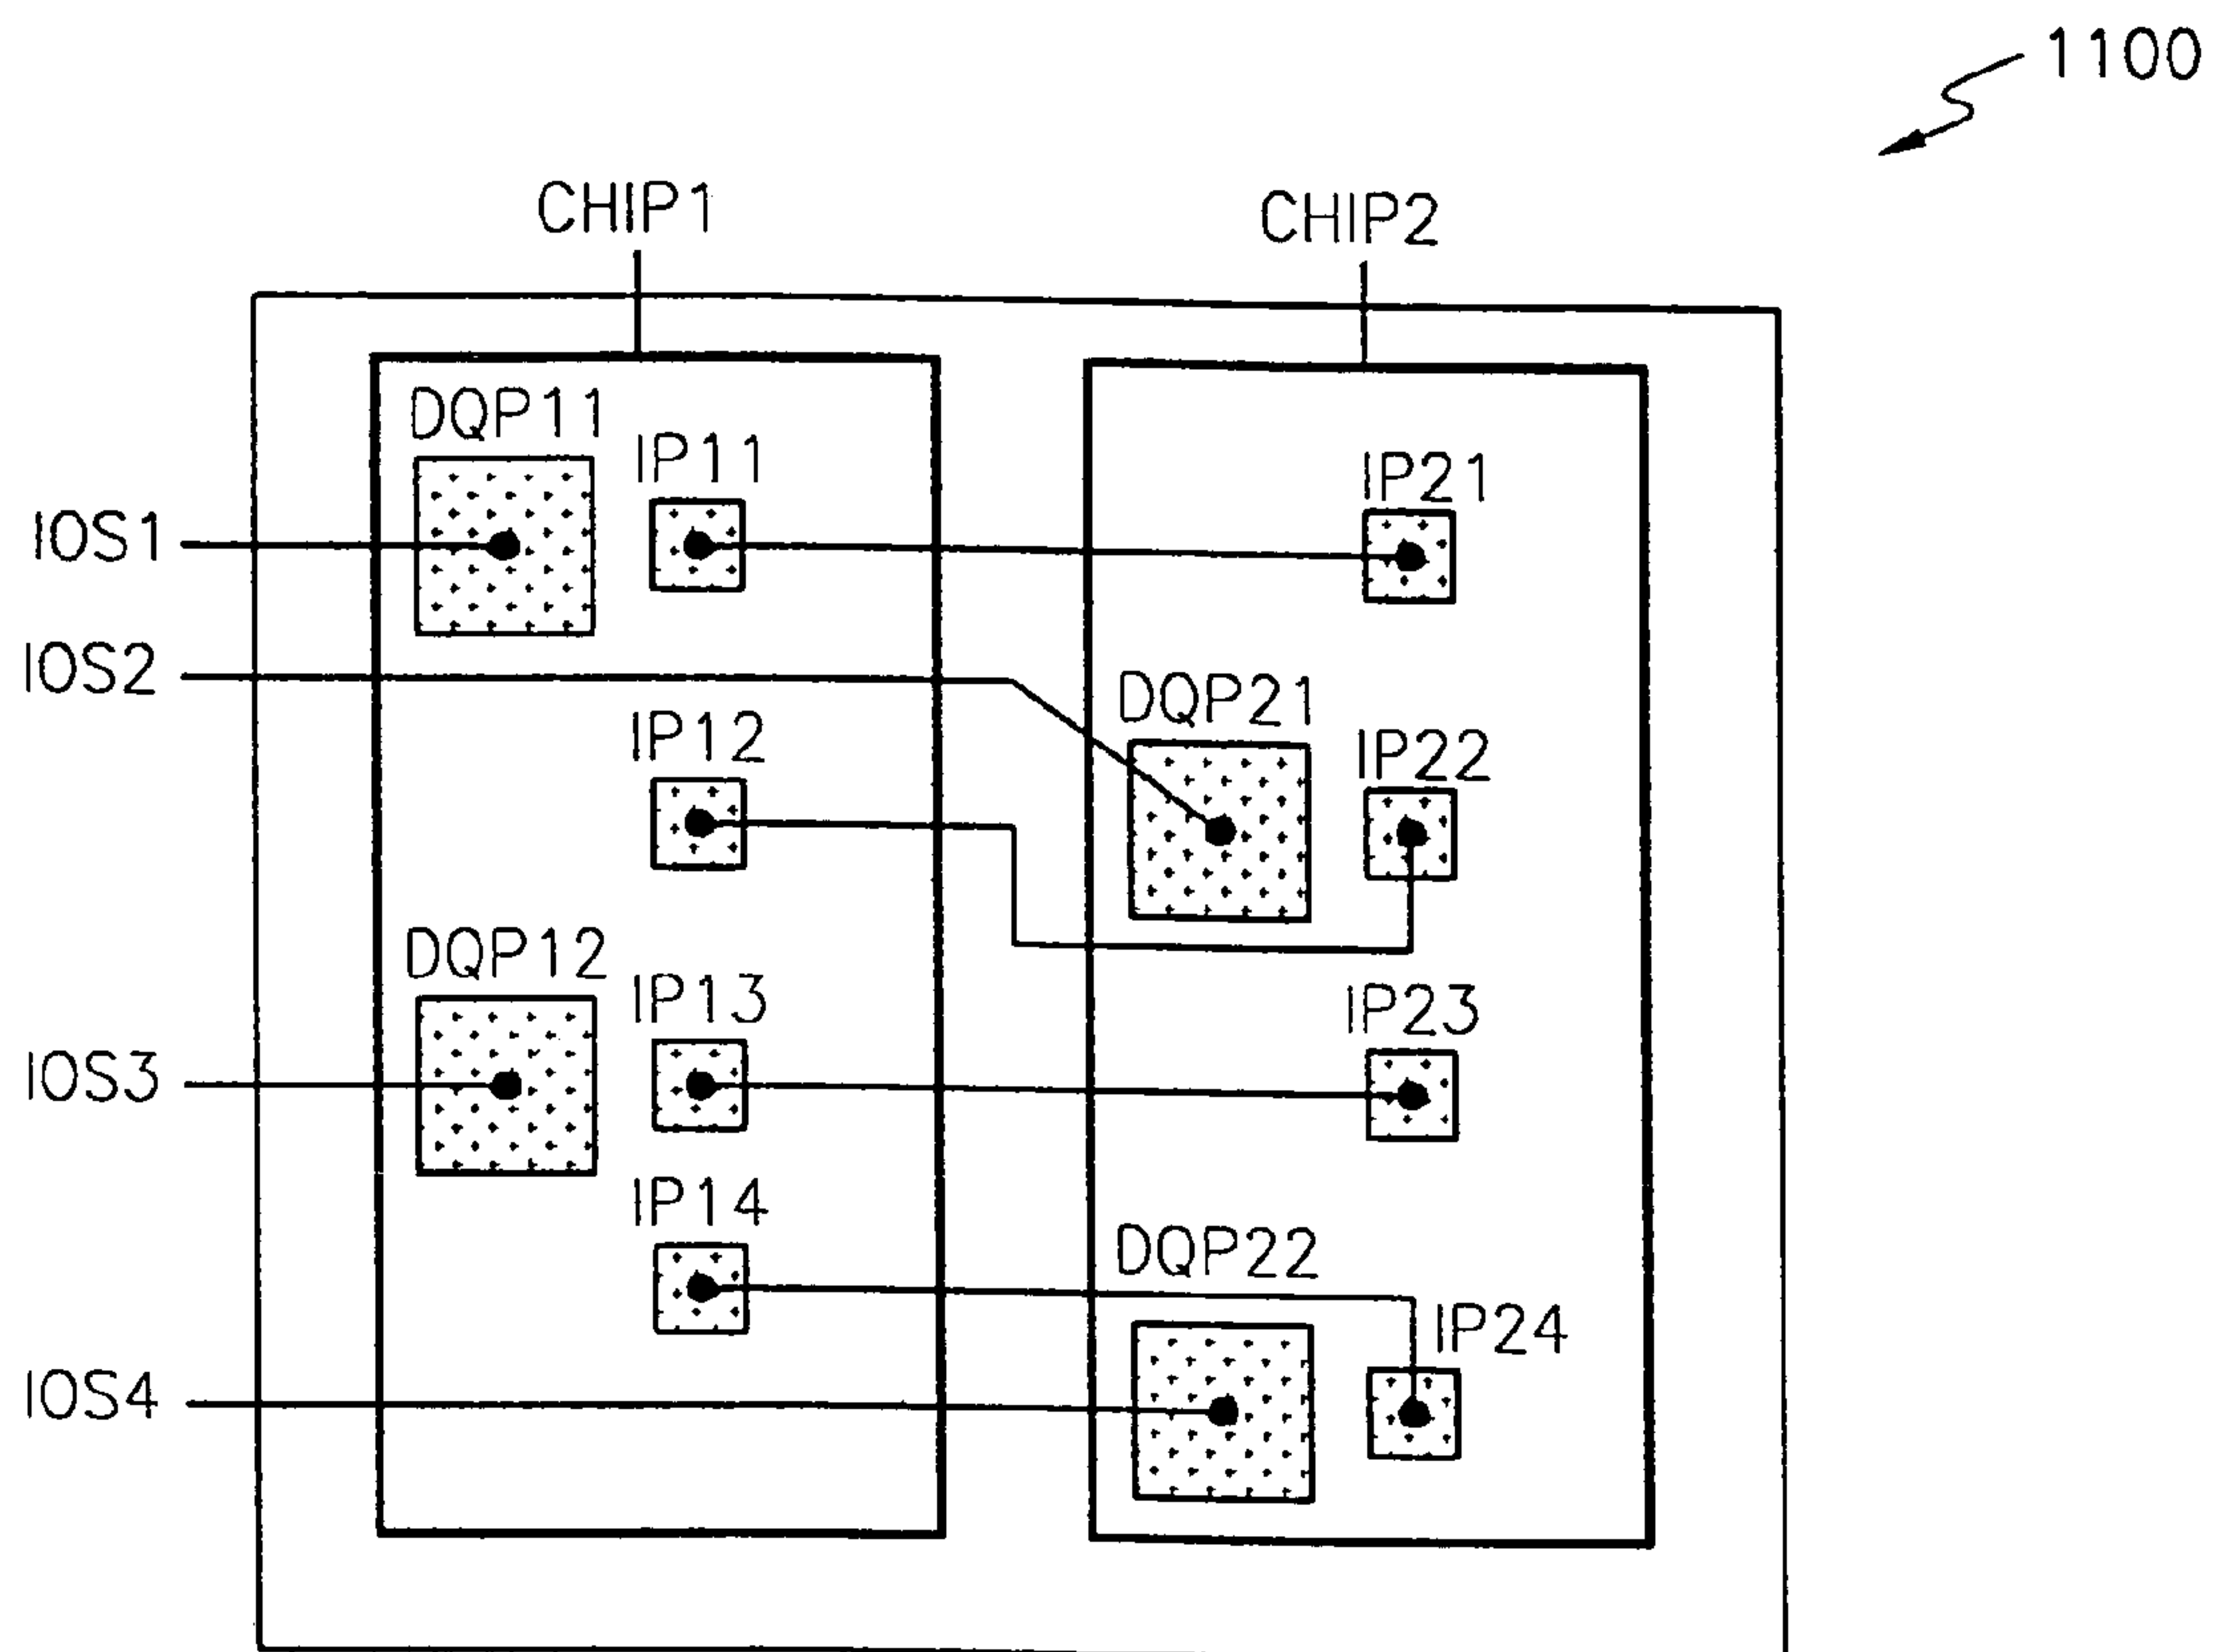 1100
CHIP1
CHIP2
DQP11
IP11
IP21
IOS1
IOS2
DQP21
IP12
IP22
DQP12
IP13
IP23
IOS3
IP14
DQP22
IP24
IOS4